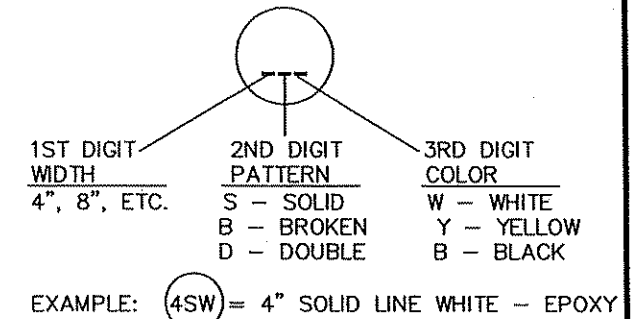 1ST DIGIT 2ND DIGIT 3RD DIGIT
WIDTH PATTERN COLOR
4", 8", ETC. S – SOLID W – WHITE
B – BROKEN Y – YELLOW
D – DOUBLE B – BLACK
EXAMPLE: 4SW = 4" SOLID LINE WHITE – EPOXY